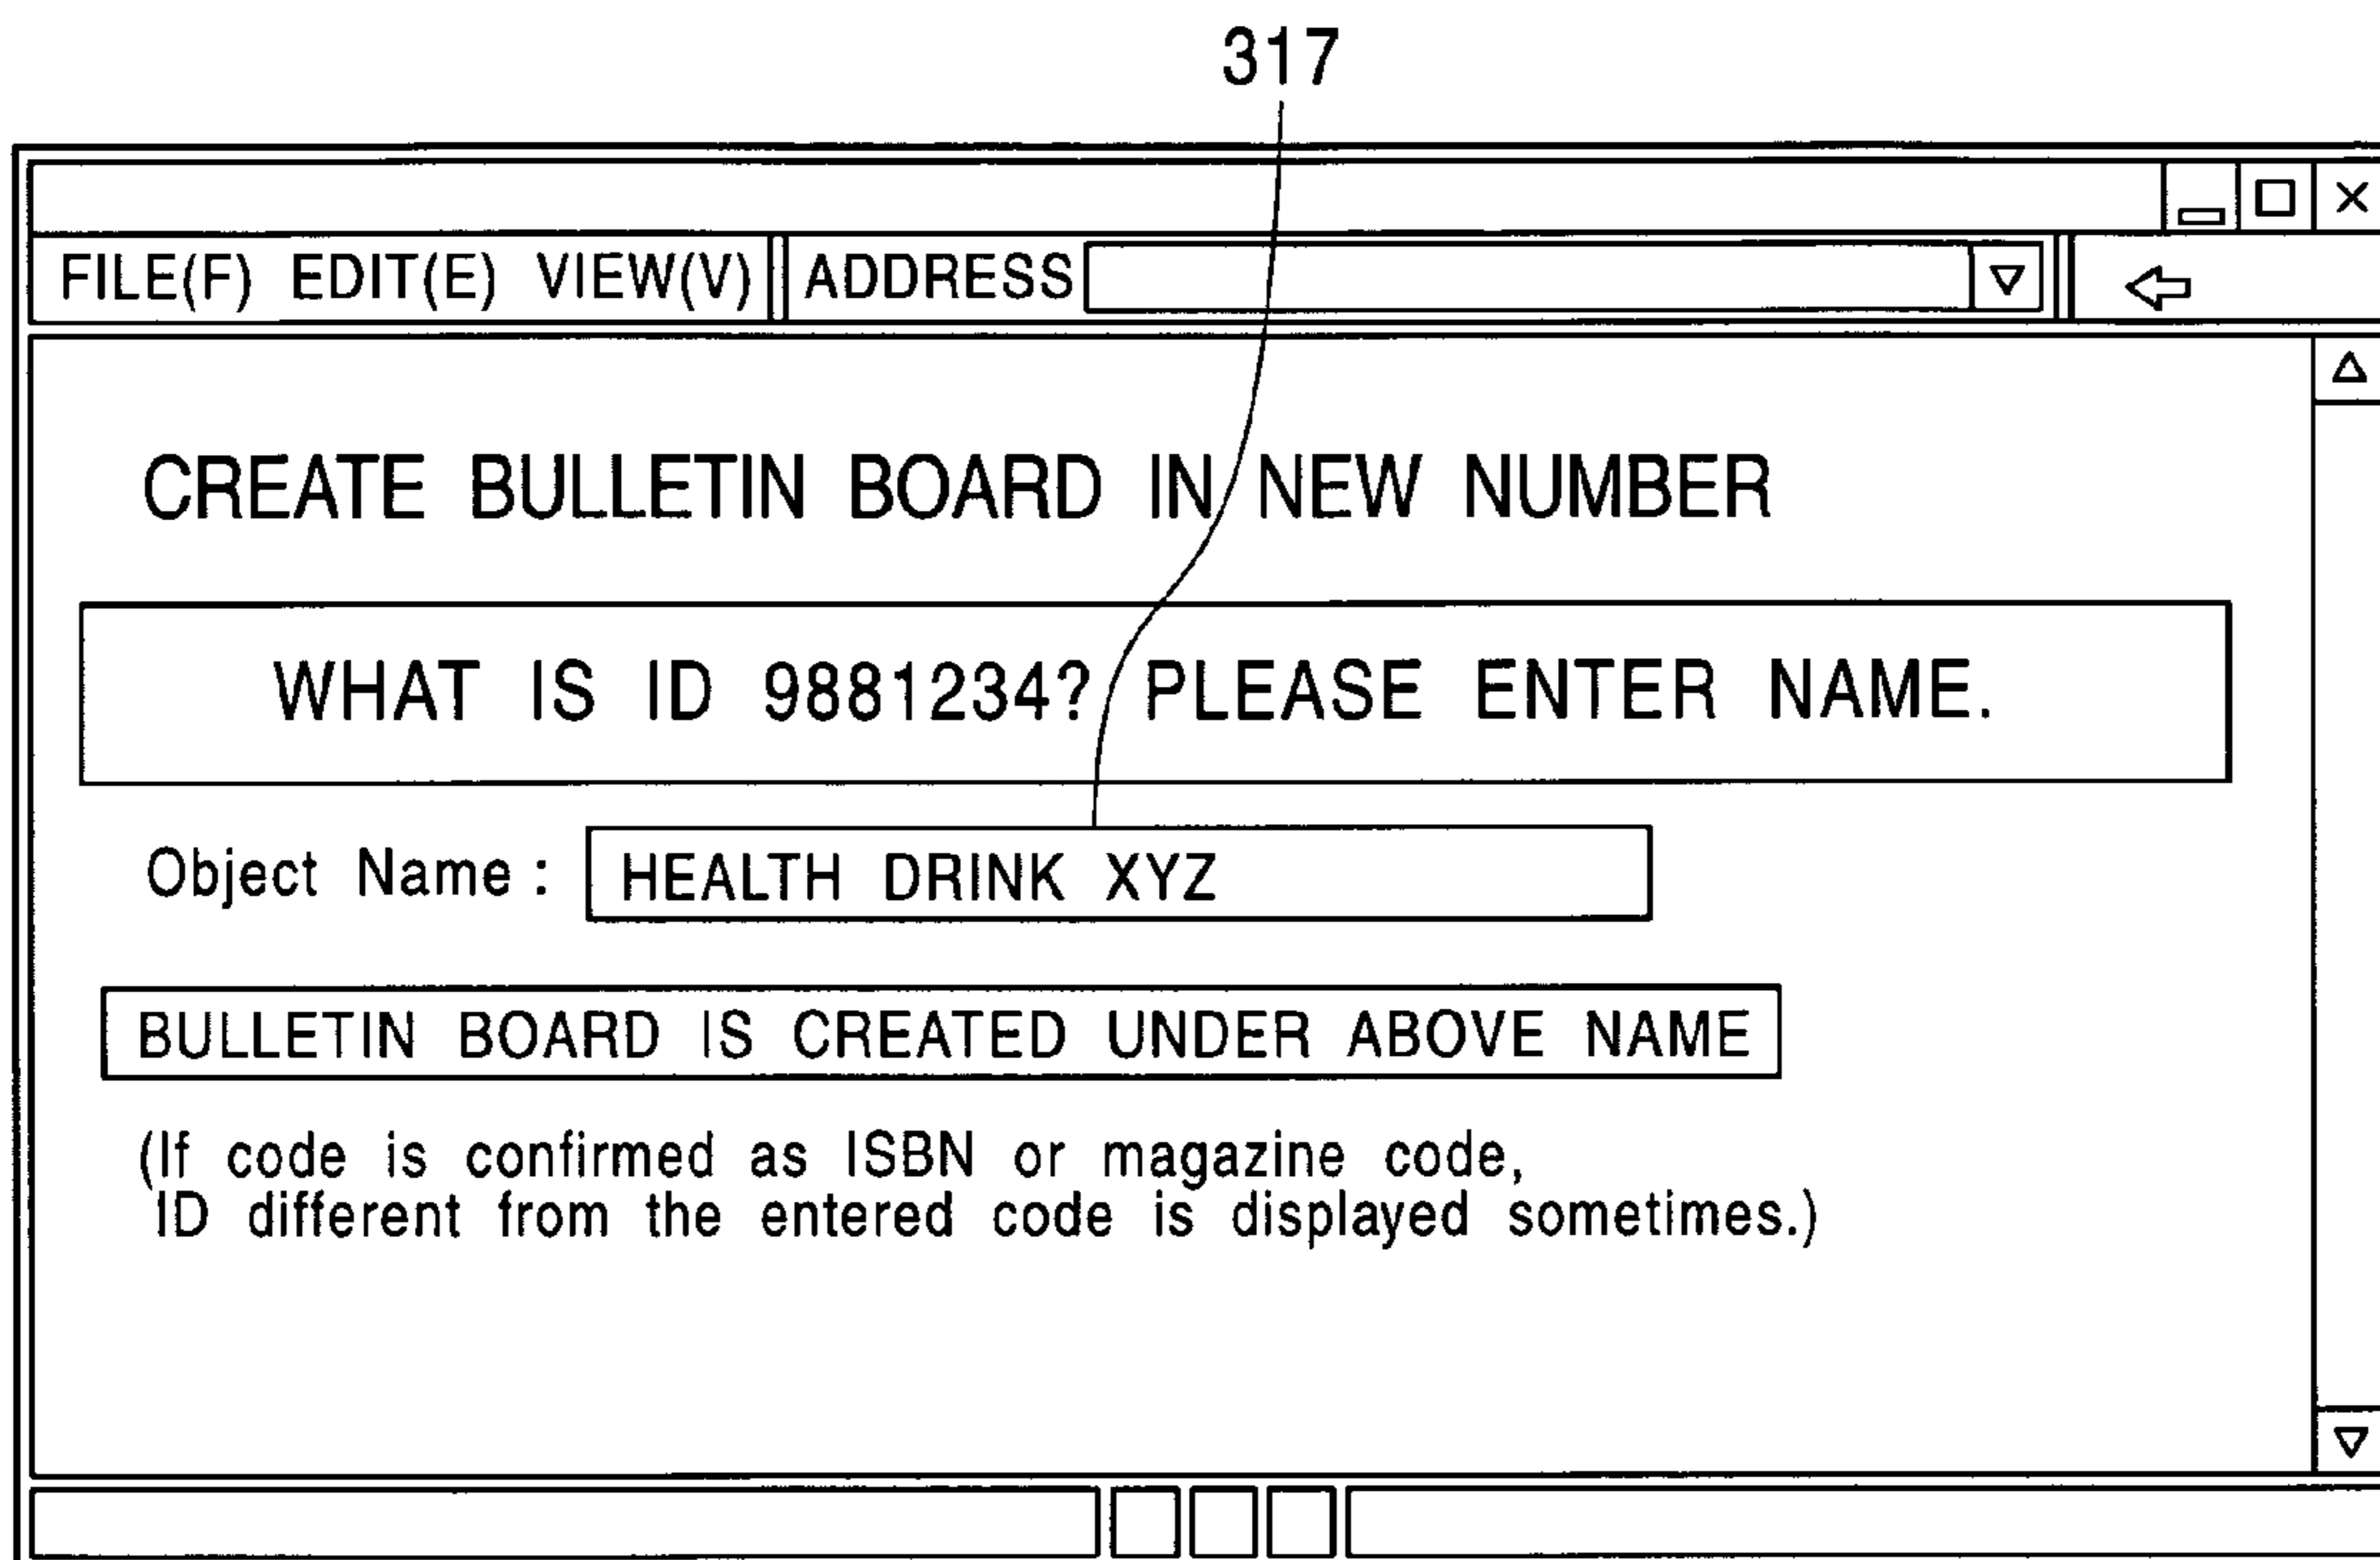 317
FILE(F) EDIT(E) VIEW(V) ADDRESS
CREATE BULLETIN BOARD IN NEW NUMBER
WHAT IS ID 9881234? PLEASE ENTER NAME.
Object Name : HEALTH DRINK XYZ
BULLETIN BOARD IS CREATED UNDER ABOVE NAME
(If code is confirmed as ISBN or magazine code,
ID different from the entered code is displayed sometimes.)